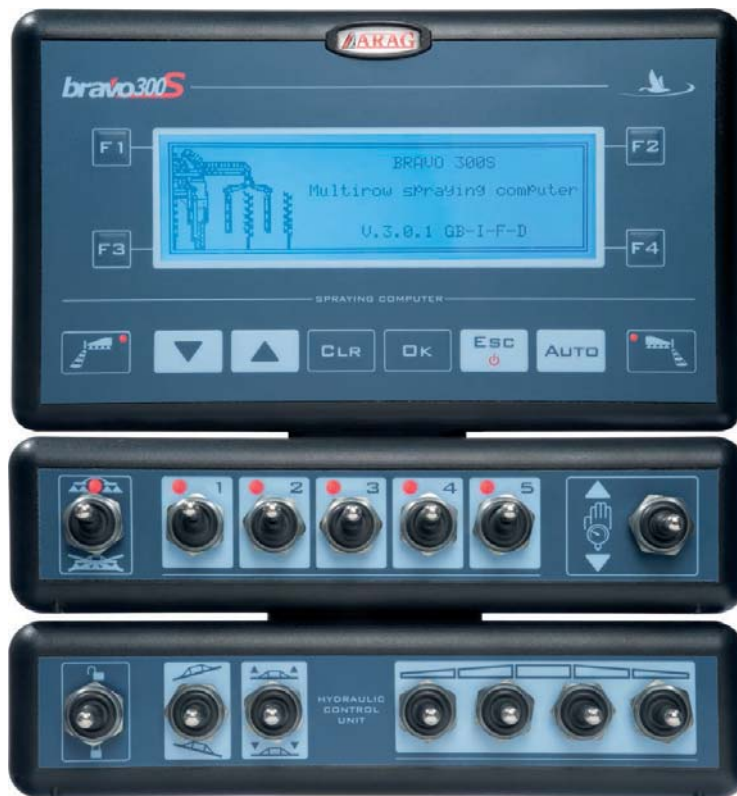 ARAG
bravo300S
F1
F2
BRAVO 300S
Multirow spraying computer
V.3.0.1 GB-I-F-D
F3
F4
SPRAYING COMPUTER
CLR
OK
ESC
AUTO
1 2 3 4 5
HYDRAULIC
CONTROL
UNIT